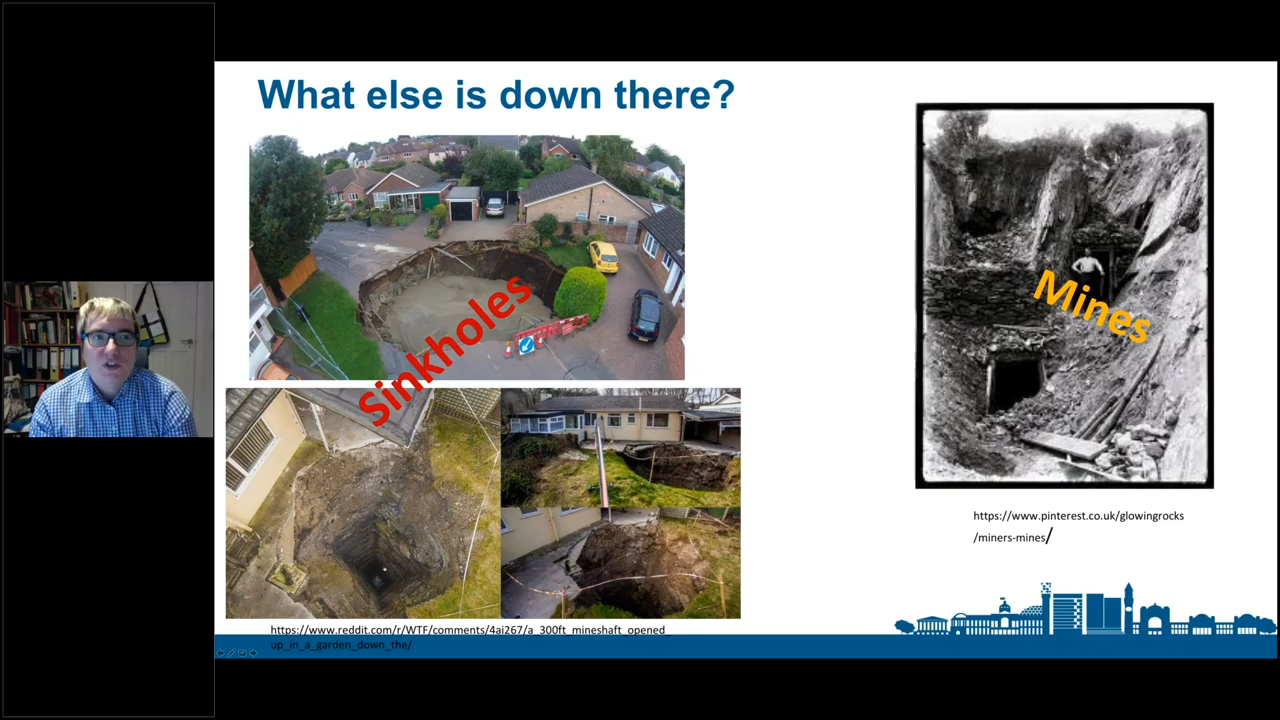 What else is down there?
Sinkholes
Mines
https://www.pinterest.co.uk/glowingrocks
/miners-mines/
https://www.reddit.com/r/WTF/comments/4ai267/a_300ft_mineshaft_opened_
up_in_a_garden_down_the/